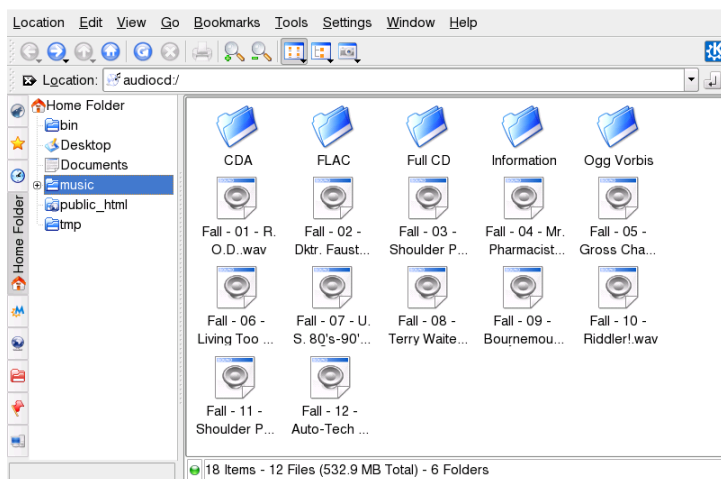 Location Edit View Go Bookmarks Tools Settings Window Help
Location: audiocd:/
Home Folder
bin
Desktop
Documents
music
public_html
tmp
Home Folder
CDA FLAC Full CD Information Ogg Vorbis
Fall - 01 - R. Fall - 02 - Fall - 03 - Fall - 04 - Mr. Fall - 05 -
O.D..wav Dktr. Faust... Shoulder P... Pharmacist... Gross Cha...
Fall - 06 - Fall - 07 - U. Fall - 08 - Fall - 09 - Fall - 10 -
Living Too ... S. 80's-90'... Terry Waite... Bournemou... Riddler!.wav
Fall - 11 - Fall - 12 -
Shoulder P... Auto-Tech ...
18 Items - 12 Files (532.9 MB Total) - 6 Folders